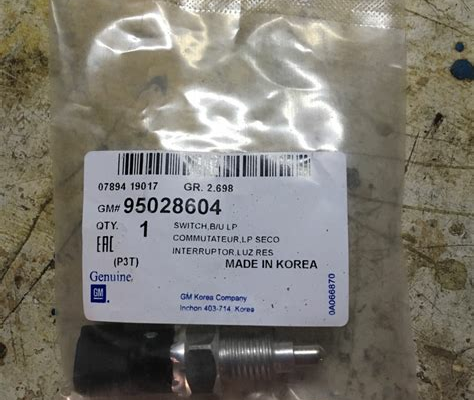 07894 19017 GR. 2.698
GM# 95028604
QTY. 1 SWITCH,B/U LP
COMMUTATEUR,LP SECO
EAC INTERRUPTOR,LUZ RES
(P3T) MADE IN KOREA
Genuine
GM
GM Korea Company
Inchon 403-714 Korea
0A066870